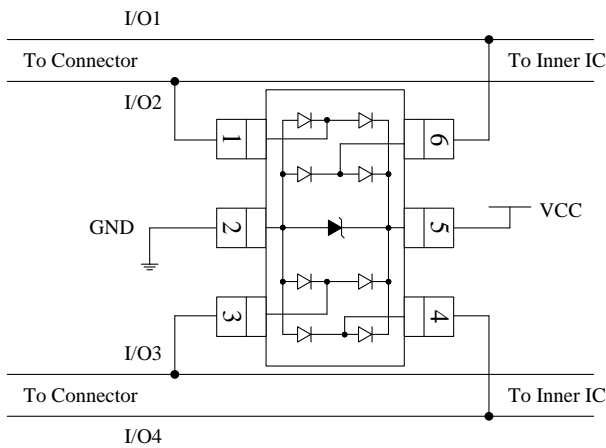 I/O1
To Connector
To Inner IC
I/O2
1
6
GND
2
5
VCC
3
4
I/O3
To Connector
To Inner IC
I/O4